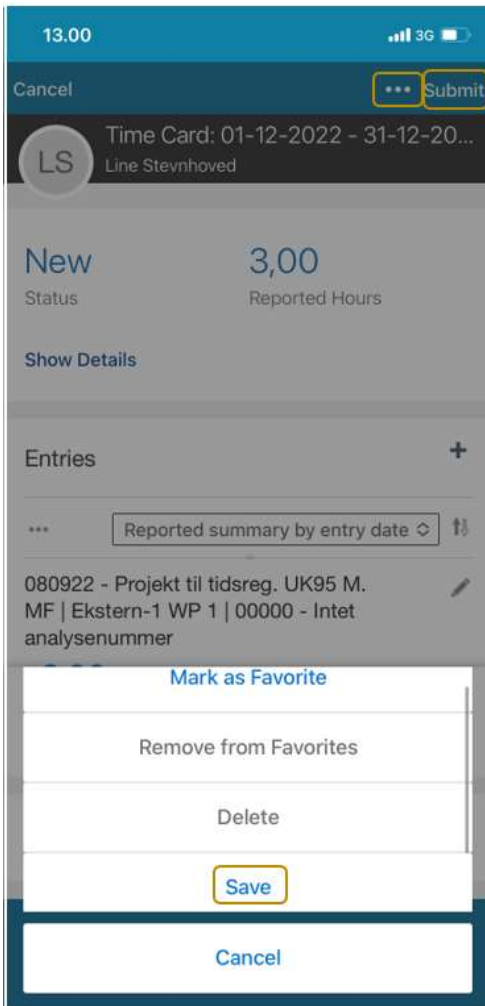 13.00
3G
Cancel
••• Submit
Time Card: 01-12-2022 - 31-12-20...
LS
Line Stevnhoved
New
3,00
Status
Reported Hours
Show Details
Entries
+
•••
Reported summary by entry date
080922 - Projekt til tidsreg. UK95 M.
MF | Ekstern-1 WP 1 | 00000 - Intet
analysenummer
Mark as Favorite
Remove from Favorites
Delete
Save
Cancel